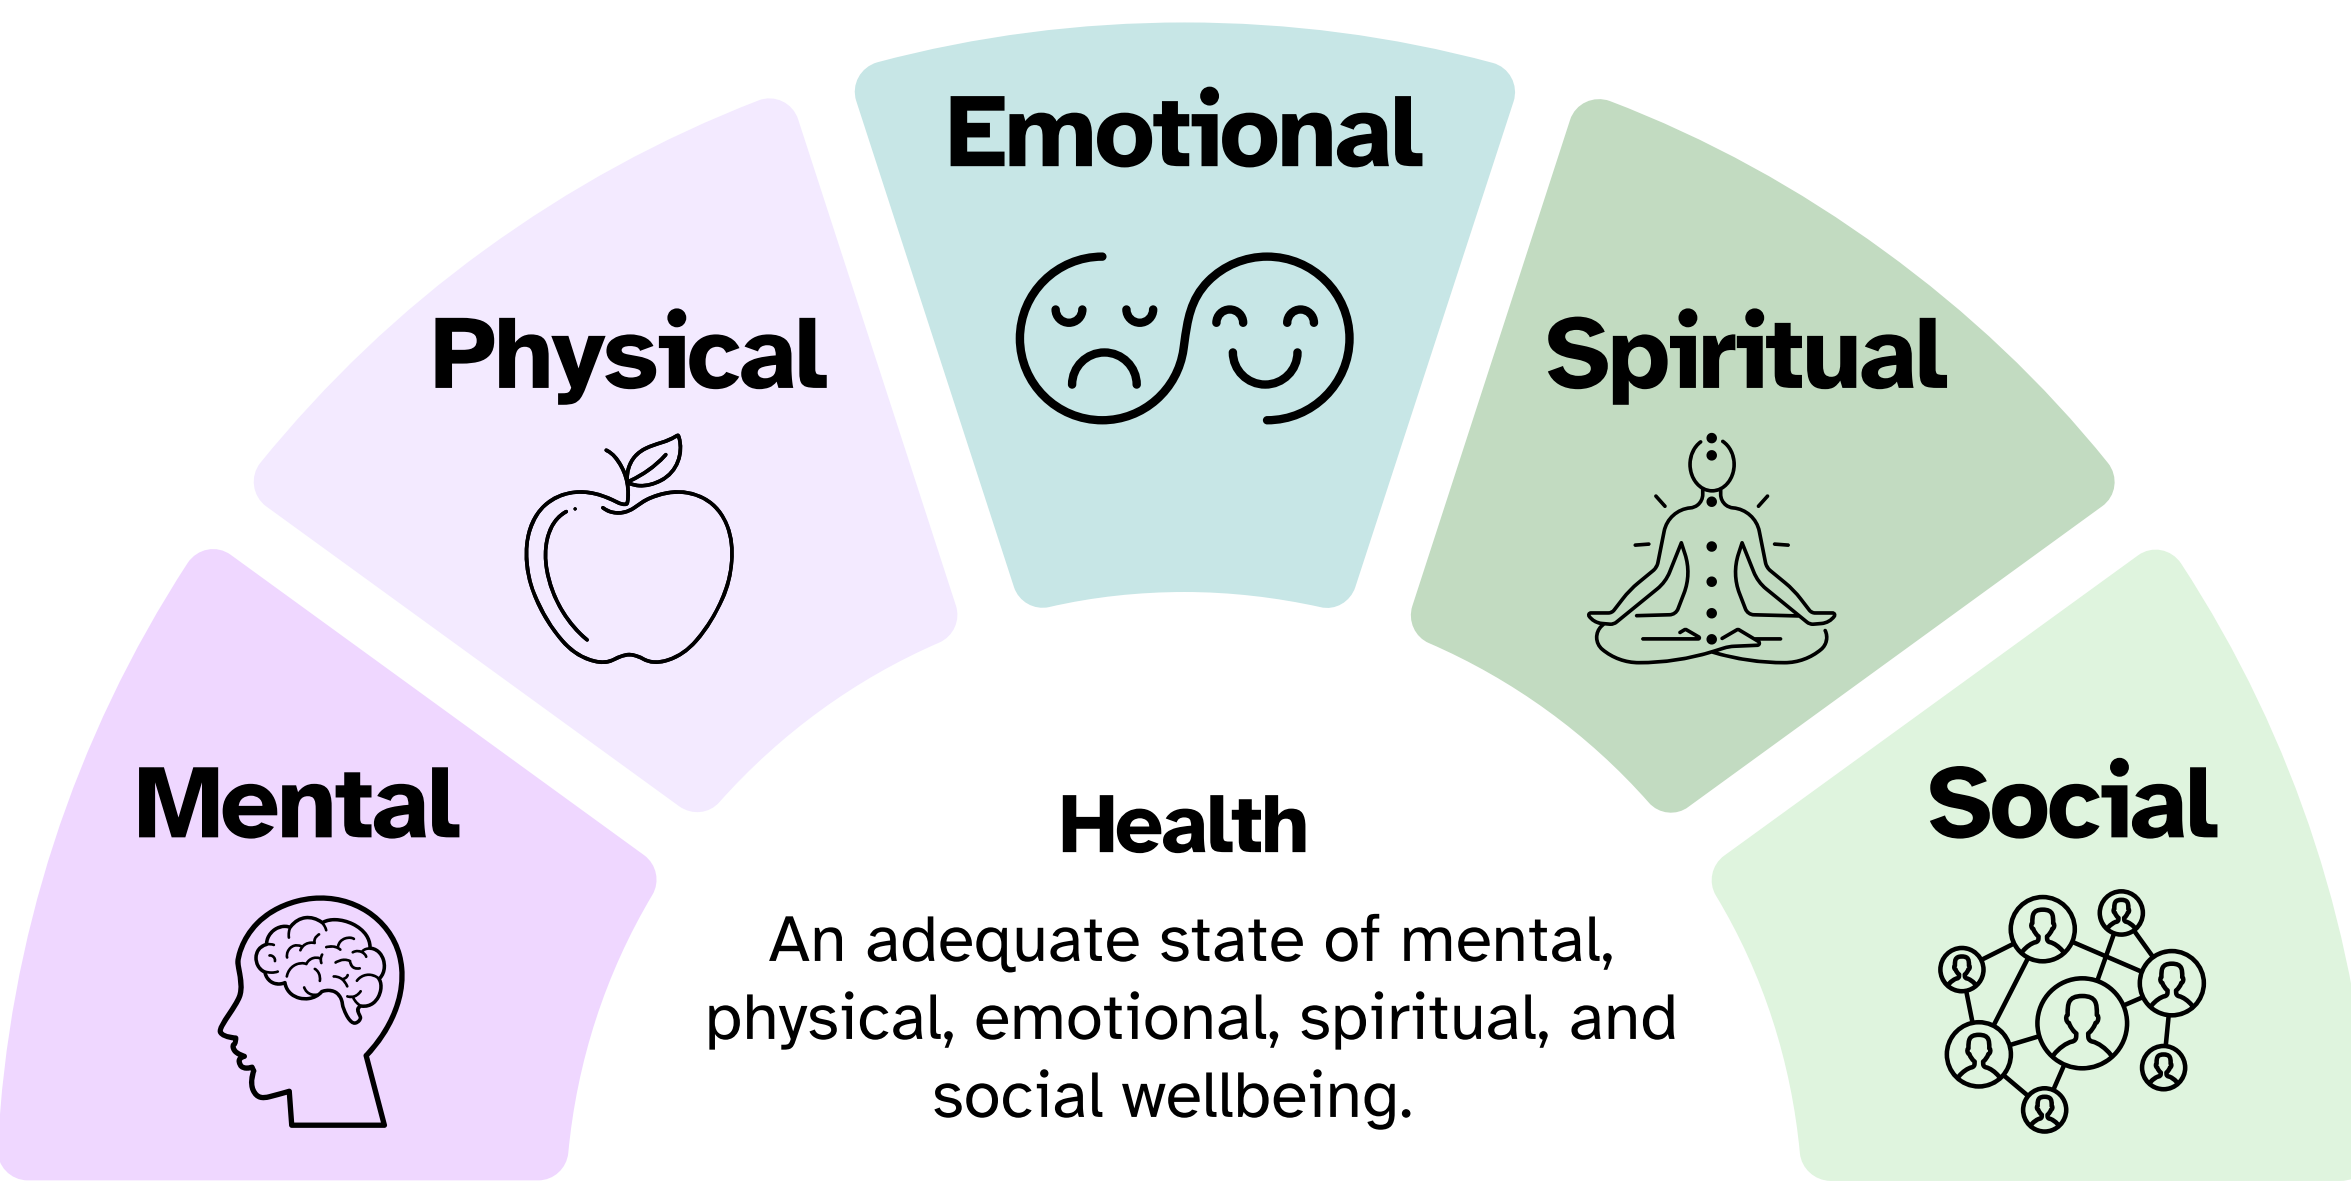 Mental
Physical
Emotional
Spiritual
Social
Health
An adequate state of mental,
physical, emotional, spiritual, and
social wellbeing.